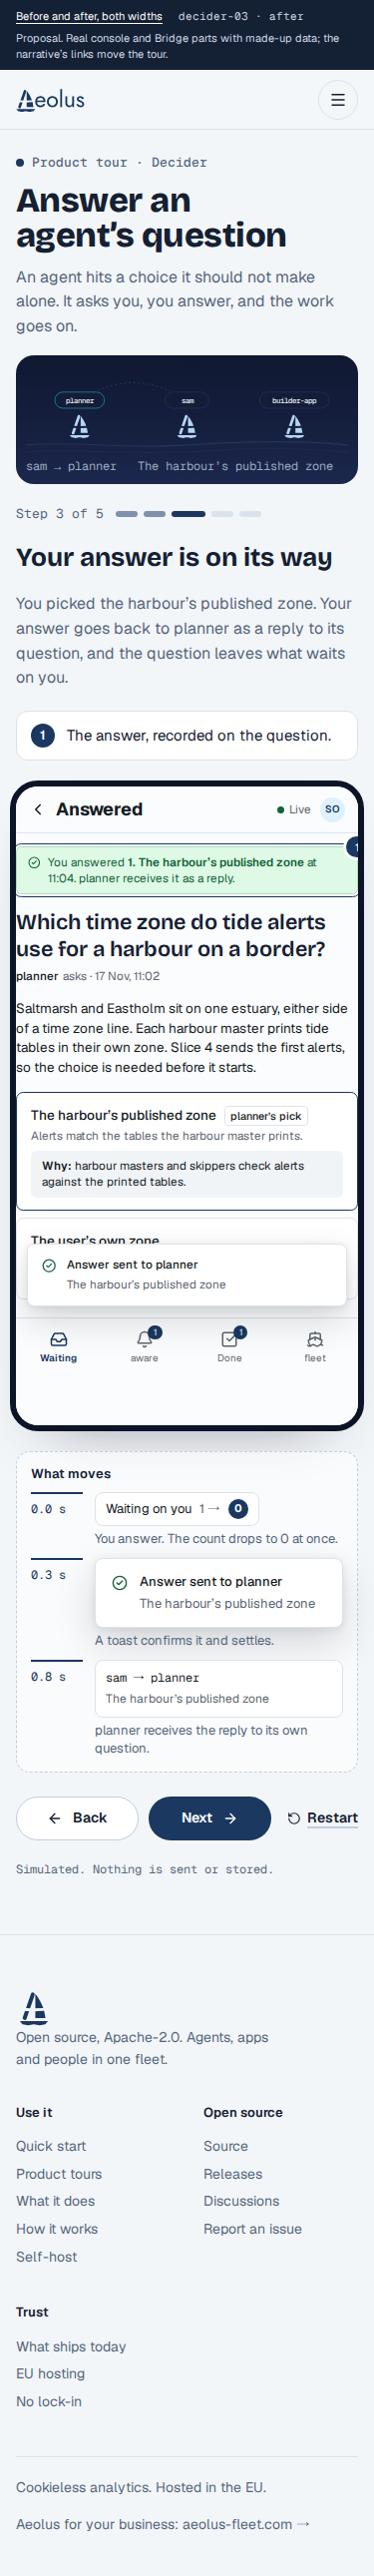 Before and after, both widths decider-03 · after
Proposal. Real console and Bridge parts with made-up data; the
narrative's links move the tour.
Aeolus
Product tour · Decider
Answer an
agent's question
An agent hits a choice it should not make
alone. It asks you, you answer, and the work
goes on.
planner sam builder-app
sam → planner The harbour's published zone
Step 3 of 5
Your answer is on its way
You picked the harbour's published zone. Your
answer goes back to planner as a reply to its
question, and the question leaves what waits
on you.
1 The answer, recorded on the question.
Answered Live SO
1
You answered 1. The harbour's published zone at
11:04. planner receives it as a reply.
Which time zone do tide alerts
use for a harbour on a border?
planner asks · 17 Nov, 11:02
Saltmarsh and Eastholm sit on one estuary, either side
of a time zone line. Each harbour master prints tide
tables in their own zone. Slice 4 sends the first alerts,
so the choice is needed before it starts.
The harbour's published zone planner's pick
Alerts match the tables the harbour master prints.
Why: harbour masters and skippers check alerts
against the printed tables.
The user's own zone
Answer sent to planner
The harbour's published zone
1 1
Waiting aware Done fleet
What moves
0.0 s Waiting on you 1 → 0
You answer. The count drops to 0 at once.
0.3 s Answer sent to planner
The harbour's published zone
A toast confirms it and settles.
0.8 s sam → planner
The harbour's published zone
planner receives the reply to its own
question.
← Back Next → Restart
Simulated. Nothing is sent or stored.
Open source, Apache-2.0. Agents, apps
and people in one fleet.
Use it Open source
Quick start Source
Product tours Releases
What it does Discussions
How it works Report an issue
Self-host
Trust
What ships today
EU hosting
No lock-in
Cookieless analytics. Hosted in the EU.
Aeolus for your business: aeolus-fleet.com →